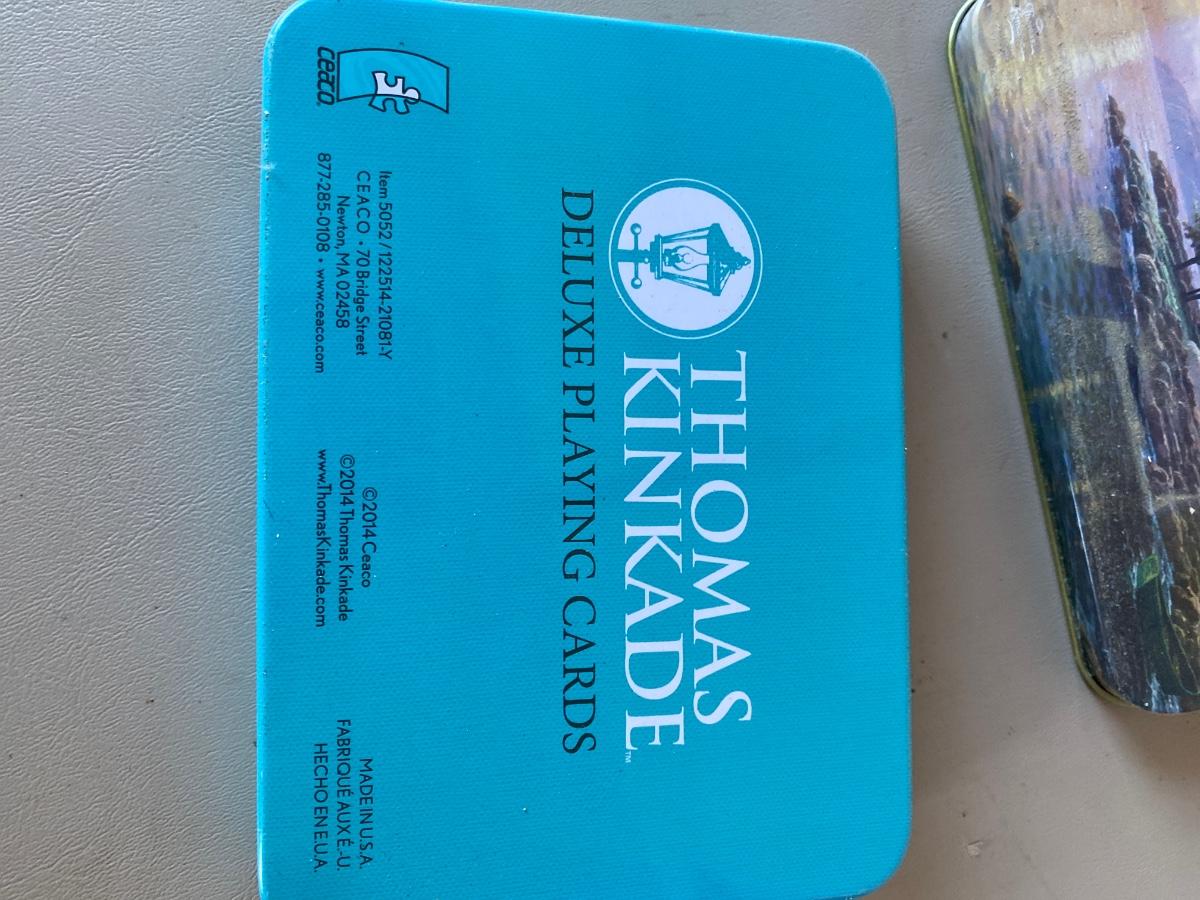 THOMAS
KINKADE™
DELUXE PLAYING CARDS
ceaco®
Item 5052 / 122514-21081-Y
CEACO • 70 Bridge Street
Newton, MA 02458
877-285-0108 • www.ceaco.com
©2014 Ceaco
©2014 Thomas Kinkade
www.ThomasKinkade.com
MADE IN U.S.A.
FABRIQUÉ AUX É.-U.
HECHO EN E.U.A.